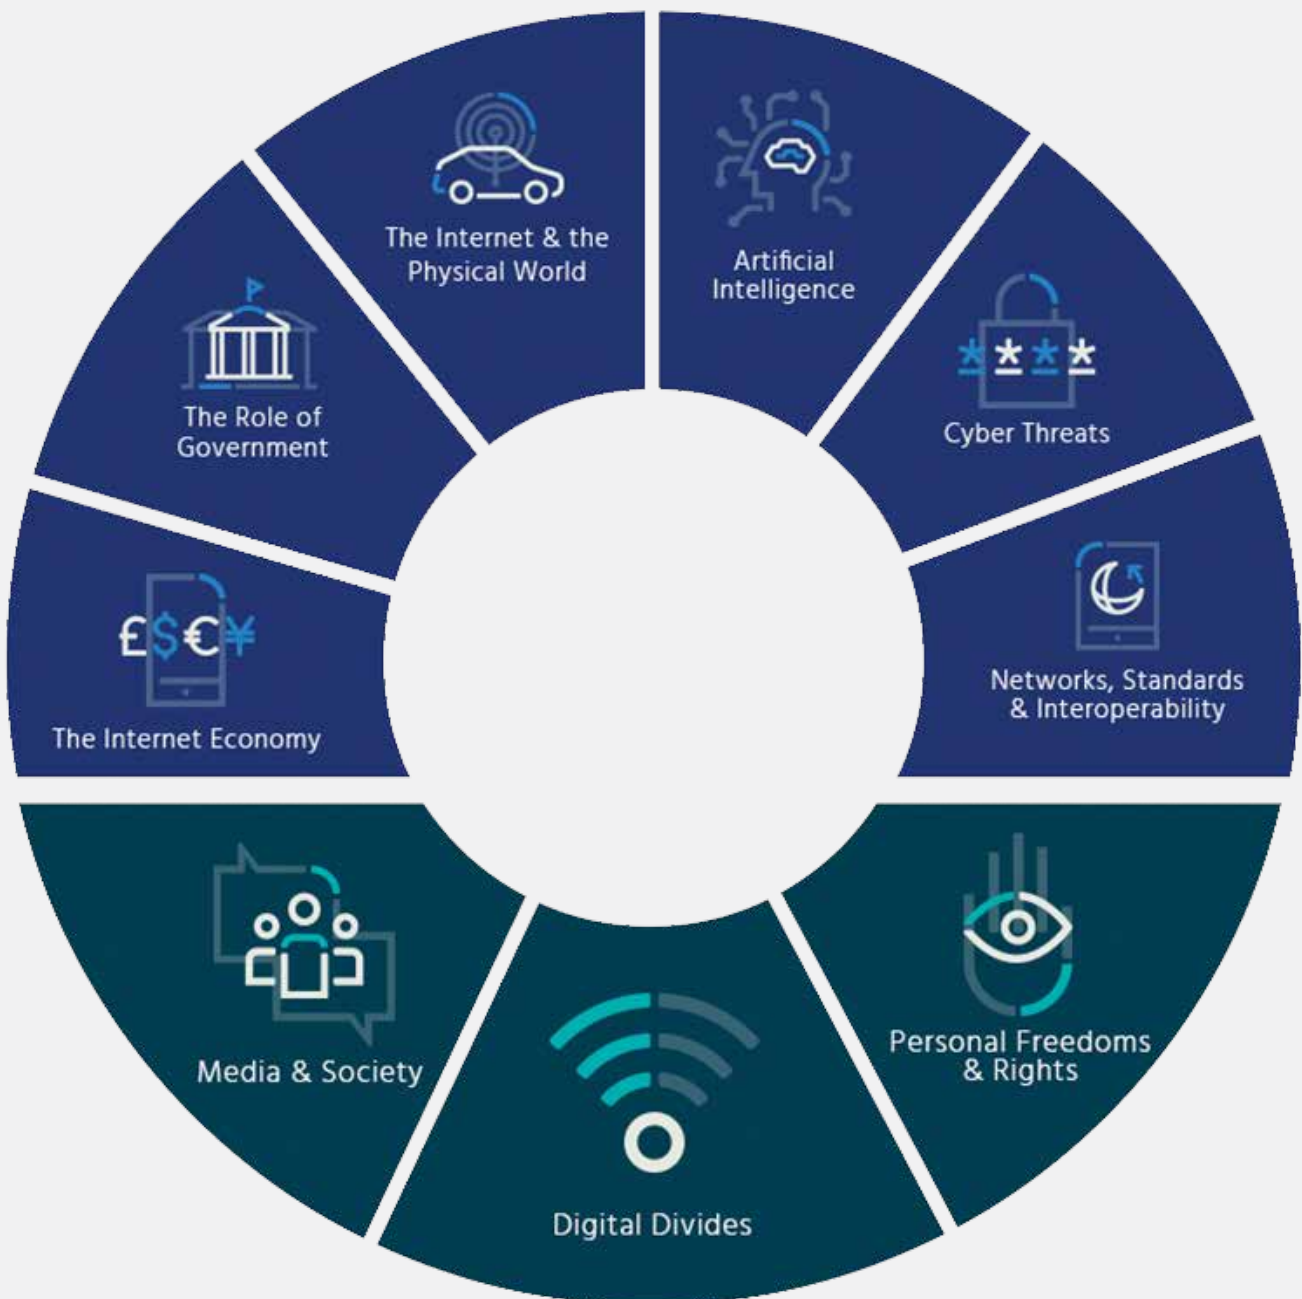 The Internet & the
Physical World
Artificial
Intelligence
The Role of
Government
* * * *
Cyber Threats
£$€¥
The Internet Economy
Networks, Standards
& Interoperability
Media & Society
Personal Freedoms
& Rights
Digital Divides